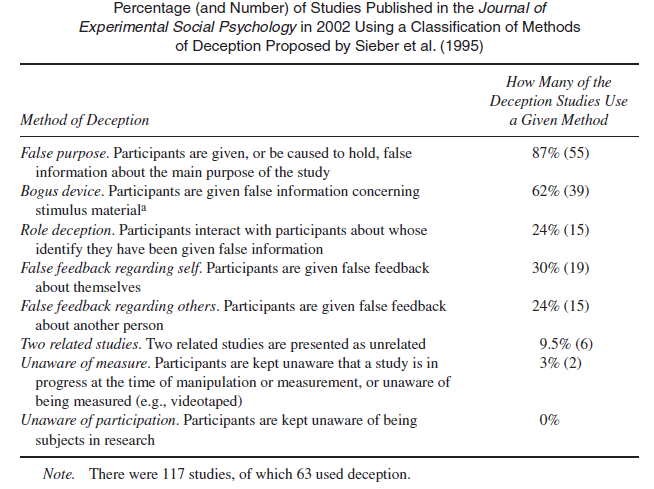 Percentage (and Number) of Studies Published in the Journal of
Experimental Social Psychology in 2002 Using a Classification of Methods
of Deception Proposed by Sieber et al. (1995)
How Many of the
Deception Studies Use
Method of Deception a Given Method
False purpose. Participants are given, or be caused to hold, false 87% (55)
information about the main purpose of the study
Bogus device. Participants are given false information concerning 62% (39)
stimulus materialª
Role deception. Participants interact with participants about whose 24% (15)
identify they have been given false information
False feedback regarding self. Participants are given false feedback 30% (19)
about themselves
False feedback regarding others. Participants are given false feedback 24% (15)
about another person
Two related studies. Two related studies are presented as unrelated 9.5% (6)
Unaware of measure. Participants are kept unaware that a study is in 3% (2)
progress at the time of manipulation or measurement, or unaware of
being measured (e.g., videotaped)
Unaware of participation. Participants are kept unaware of being 0%
subjects in research
Note. There were 117 studies, of which 63 used deception.